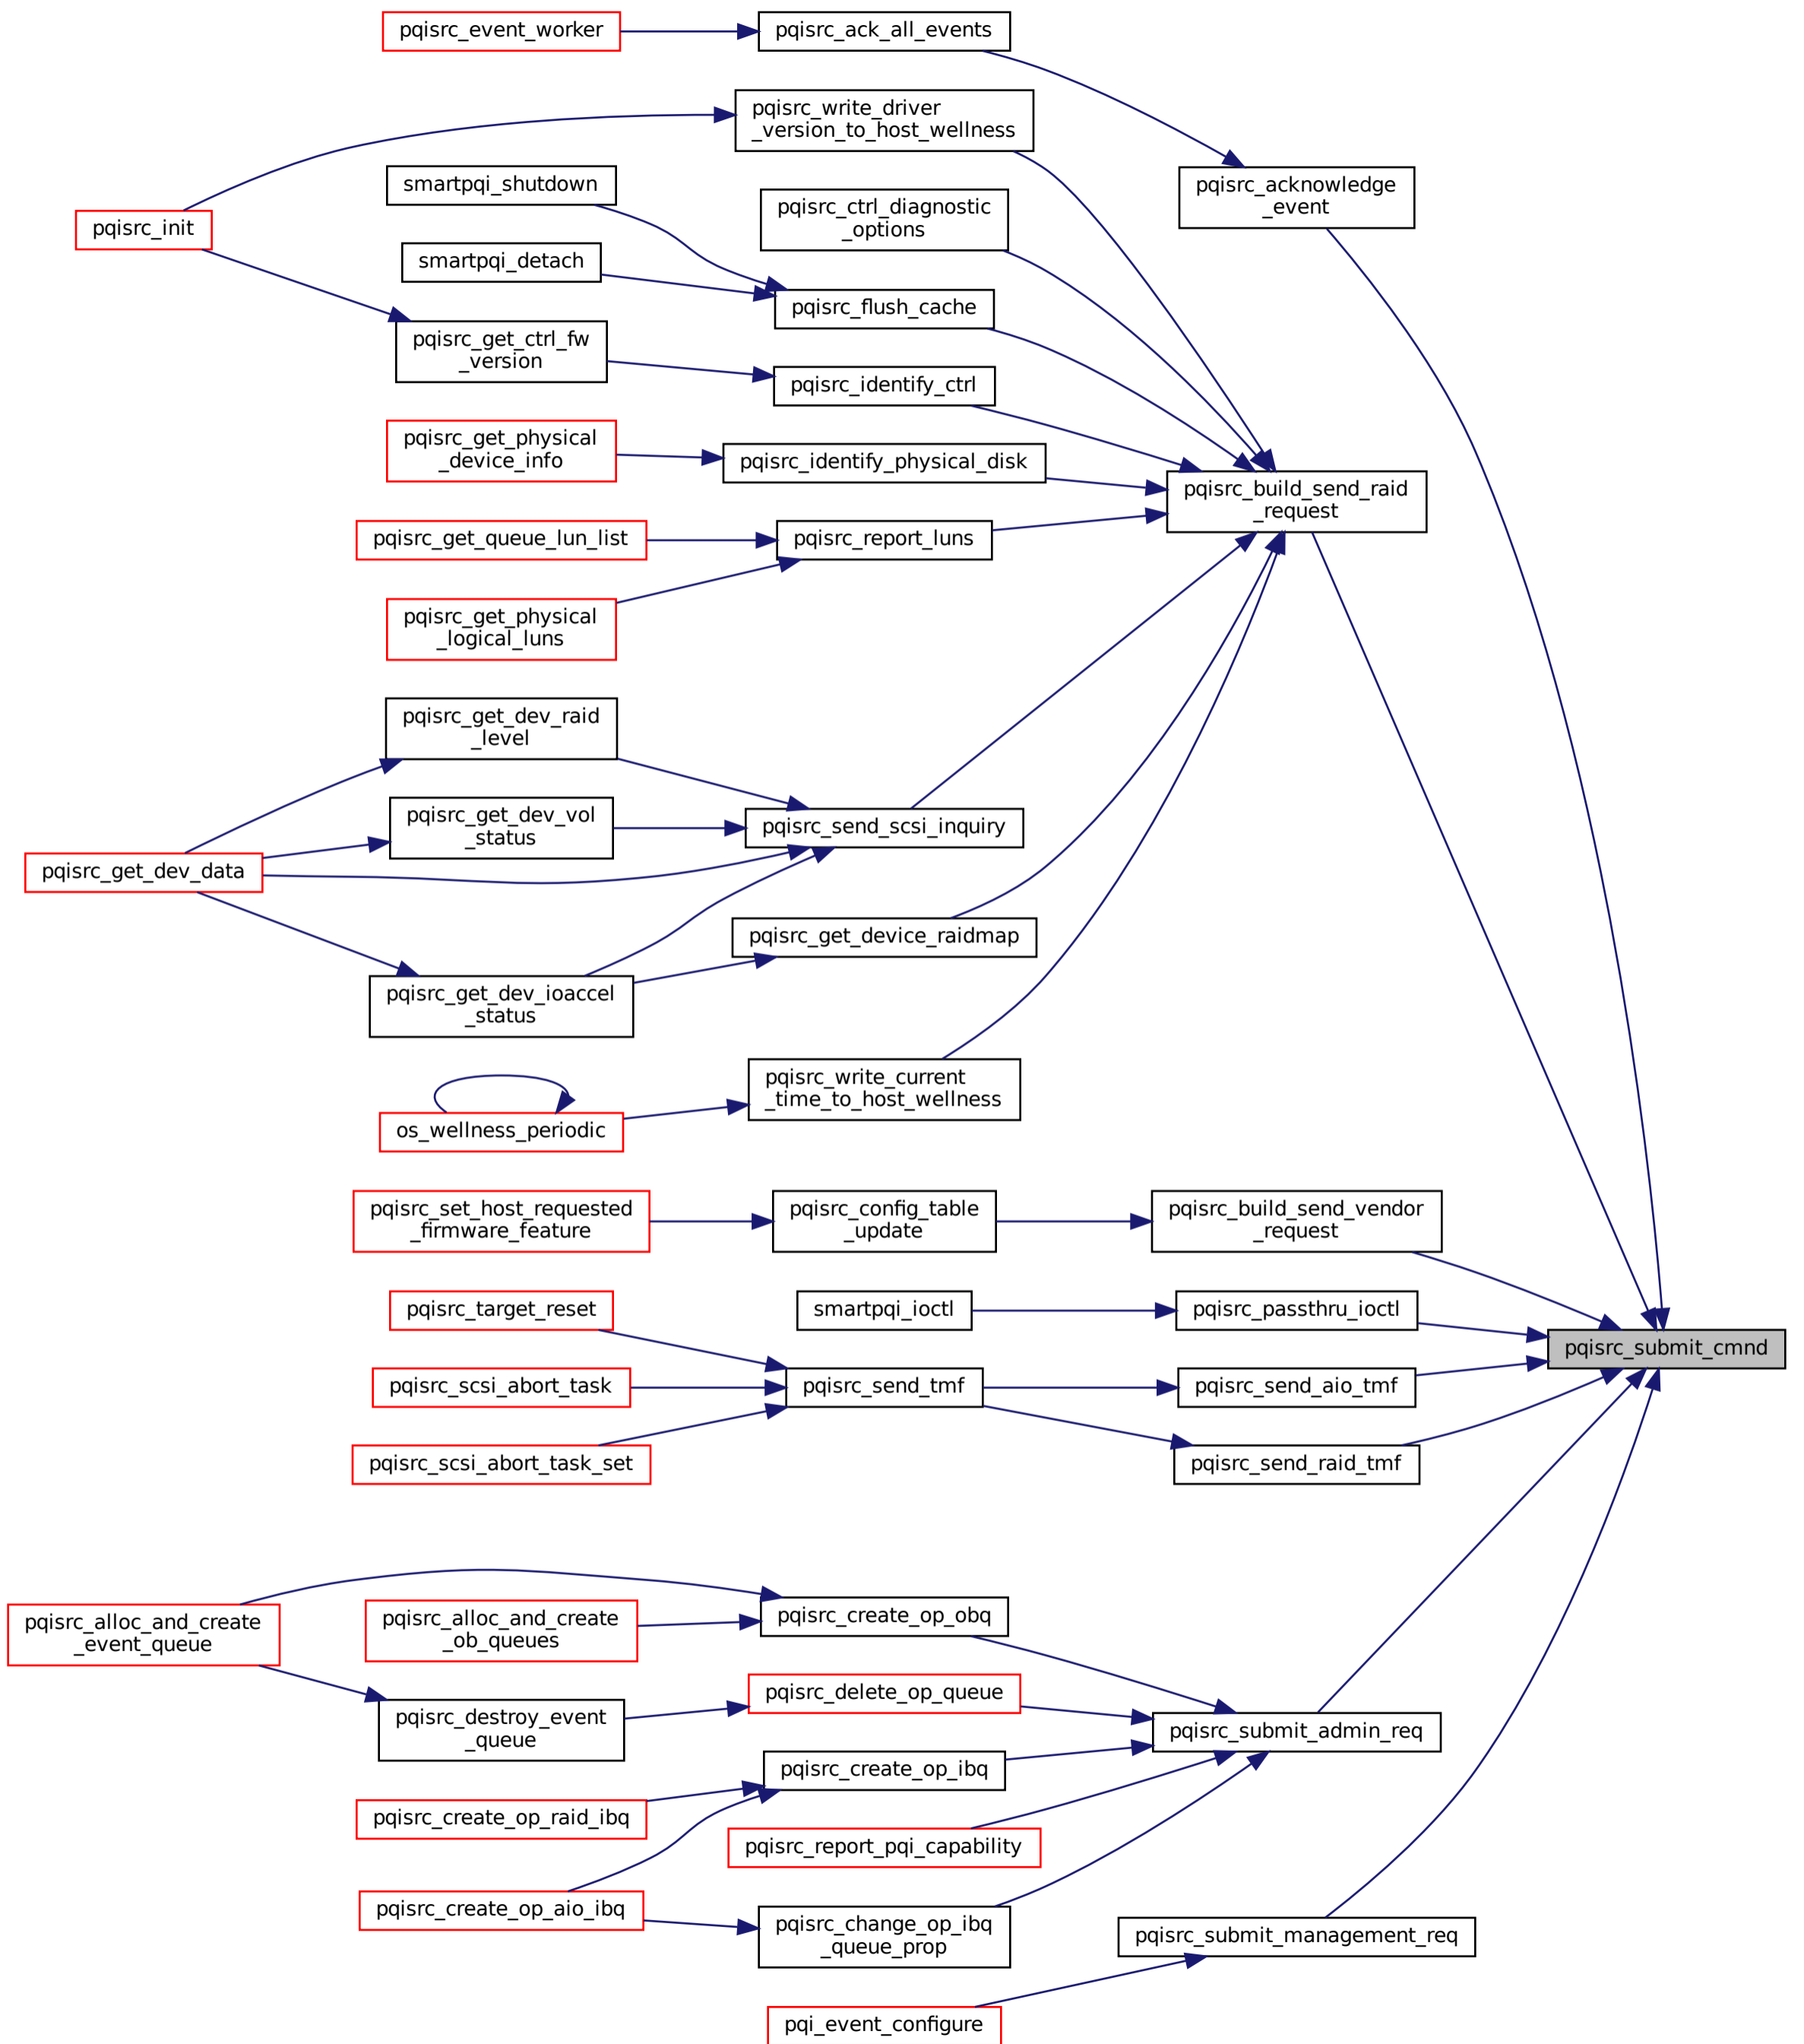 pqisrc_event_worker
pqisrc_ack_all_events
pqisrc_write_driver
_version_to_host_wellness
smartpqi_shutdown
pqisrc_acknowledge
_event
pqisrc_ctrl_diagnostic
_options
pqisrc_init
smartpqi_detach
pqisrc_flush_cache
pqisrc_get_ctrl_fw
_version
pqisrc_identify_ctrl
pqisrc_get_physical
_device_info
pqisrc_identify_physical_disk
pqisrc_build_send_raid
_request
pqisrc_get_queue_lun_list
pqisrc_report_luns
pqisrc_get_physical
_logical_luns
pqisrc_get_dev_raid
_level
pqisrc_get_dev_vol
_status
pqisrc_send_scsi_inquiry
pqisrc_get_dev_data
pqisrc_get_device_raidmap
pqisrc_get_dev_ioaccel
_status
pqisrc_write_current
_time_to_host_wellness
os_wellness_periodic
pqisrc_set_host_requested
_firmware_feature
pqisrc_config_table
_update
pqisrc_build_send_vendor
_request
pqisrc_target_reset
smartpqi_ioctl
pqisrc_passthru_ioctl
pqisrc_submit_cmnd
pqisrc_scsi_abort_task
pqisrc_send_tmf
pqisrc_send_aio_tmf
pqisrc_scsi_abort_task_set
pqisrc_send_raid_tmf
pqisrc_alloc_and_create
_event_queue
pqisrc_alloc_and_create
_ob_queues
pqisrc_create_op_obq
pqisrc_delete_op_queue
pqisrc_destroy_event
_queue
pqisrc_submit_admin_req
pqisrc_create_op_ibq
pqisrc_create_op_raid_ibq
pqisrc_report_pqi_capability
pqisrc_create_op_aio_ibq
pqisrc_change_op_ibq
_queue_prop
pqisrc_submit_management_req
pqi_event_configure